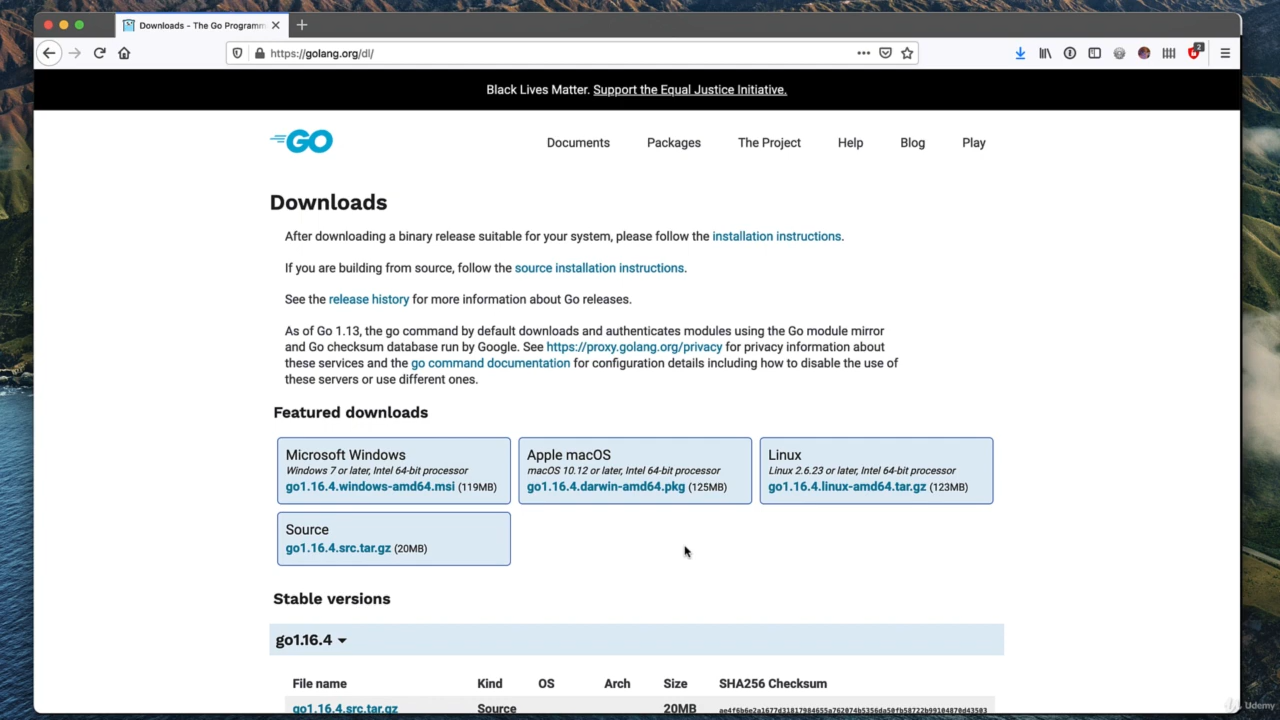 Downloads - The Go Programm
https://golang.org/dl/
2
Black Lives Matter. Support the Equal Justice Initiative.
GO
Documents Packages The Project Help Blog Play
Downloads
After downloading a binary release suitable for your system, please follow the installation instructions.
If you are building from source, follow the source installation instructions.
See the release history for more information about Go releases.
As of Go 1.13, the go command by default downloads and authenticates modules using the Go module mirror
and Go checksum database run by Google. See https://proxy.golang.org/privacy for privacy information about
these services and the go command documentation for configuration details including how to disable the use of
these servers or use different ones.
Featured downloads
Microsoft Windows
Windows 7 or later, Intel 64-bit processor
go1.16.4.windows-amd64.msi (119MB)
Apple macOS
macOS 10.12 or later, Intel 64-bit processor
go1.16.4.darwin-amd64.pkg (125MB)
Linux
Linux 2.6.23 or later, Intel 64-bit processor
go1.16.4.linux-amd64.tar.gz (123MB)
Source
go1.16.4.src.tar.gz (20MB)
Stable versions
go1.16.4
File name Kind OS Arch Size SHA256 Checksum
go1.16.4.src.tar.gz Source 20MB
Udemy